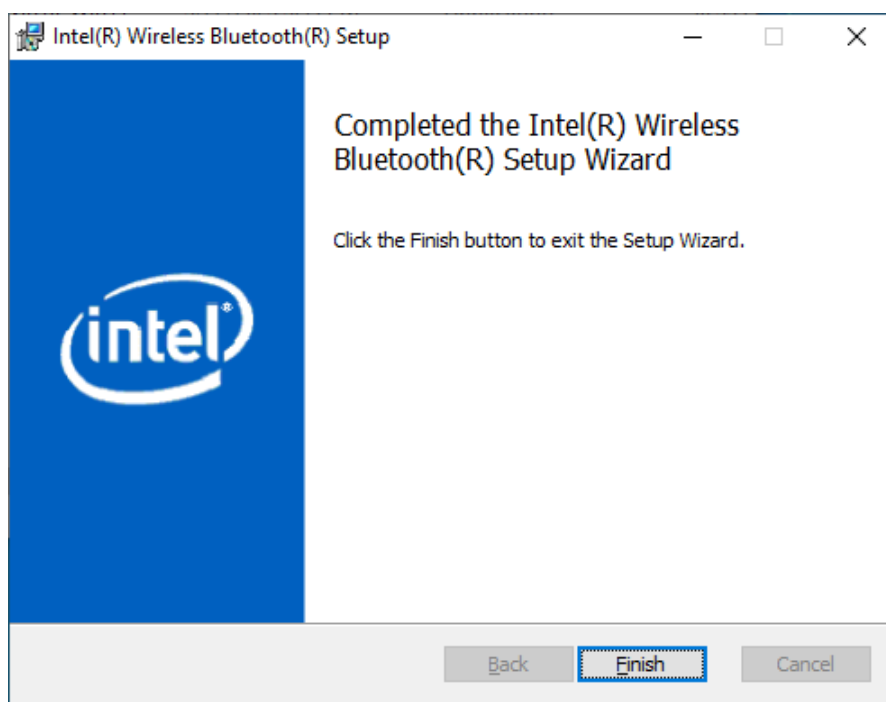 Intel(R) Wireless Bluetooth(R) Setup
Completed the Intel(R) Wireless
Bluetooth(R) Setup Wizard
Click the Finish button to exit the Setup Wizard.
intel®
Back
Finish
Cancel